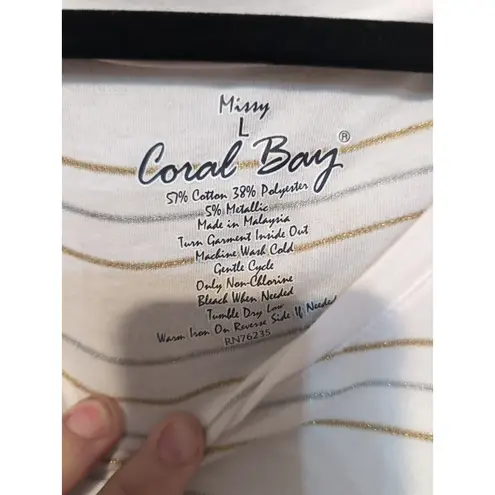 Missy
L
Coral Bay®
57% Cotton 38% Polyester
5% Metallic
Made in Malaysia
Turn Garment Inside Out
Machine Wash Cold
Gentle Cycle
Only Non-Chlorine
Bleach When Needed
Tumble Dry Low
Warm Iron On Reverse Side If Needed
RN76235